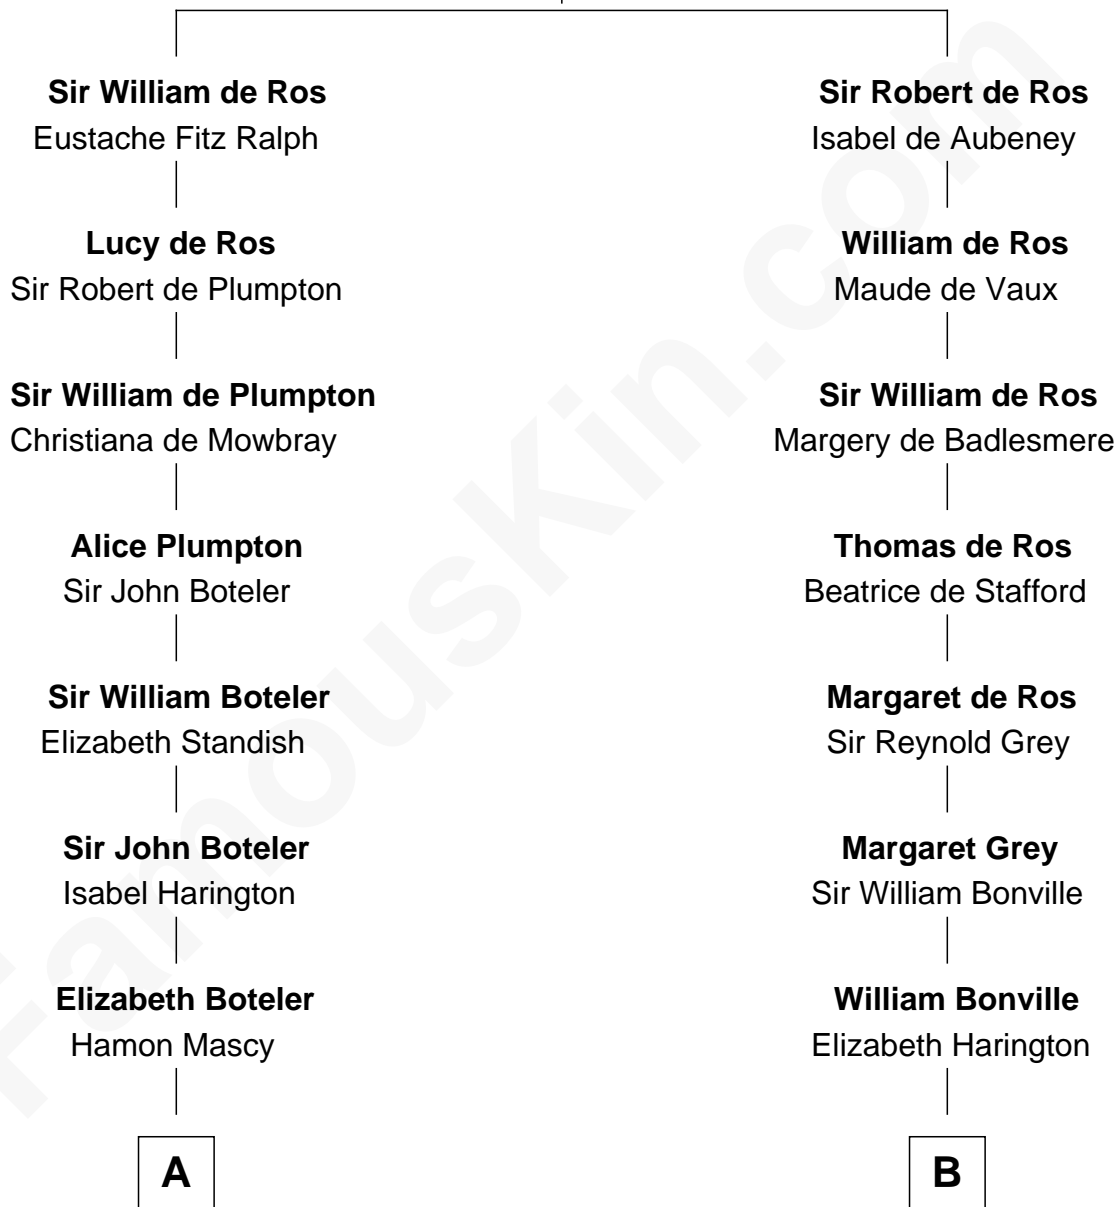 Sir William de Ros
Eustache Fitz Ralph
Lucy de Ros
Sir Robert de Plumpton
Sir William de Plumpton
Christiana de Mowbray
Alice Plumpton
Sir John Boteler
Sir William Boteler
Elizabeth Standish
Sir John Boteler
Isabel Harington
Elizabeth Boteler
Hamon Mascy
A
Sir Robert de Ros
Isabel de Aubeney
William de Ros
Maude de Vaux
Sir William de Ros
Margery de Badlesmere
Thomas de Ros
Beatrice de Stafford
Margaret de Ros
Sir Reynold Grey
Margaret Grey
Sir William Bonville
William Bonville
Elizabeth Harington
B
FamousKin.com